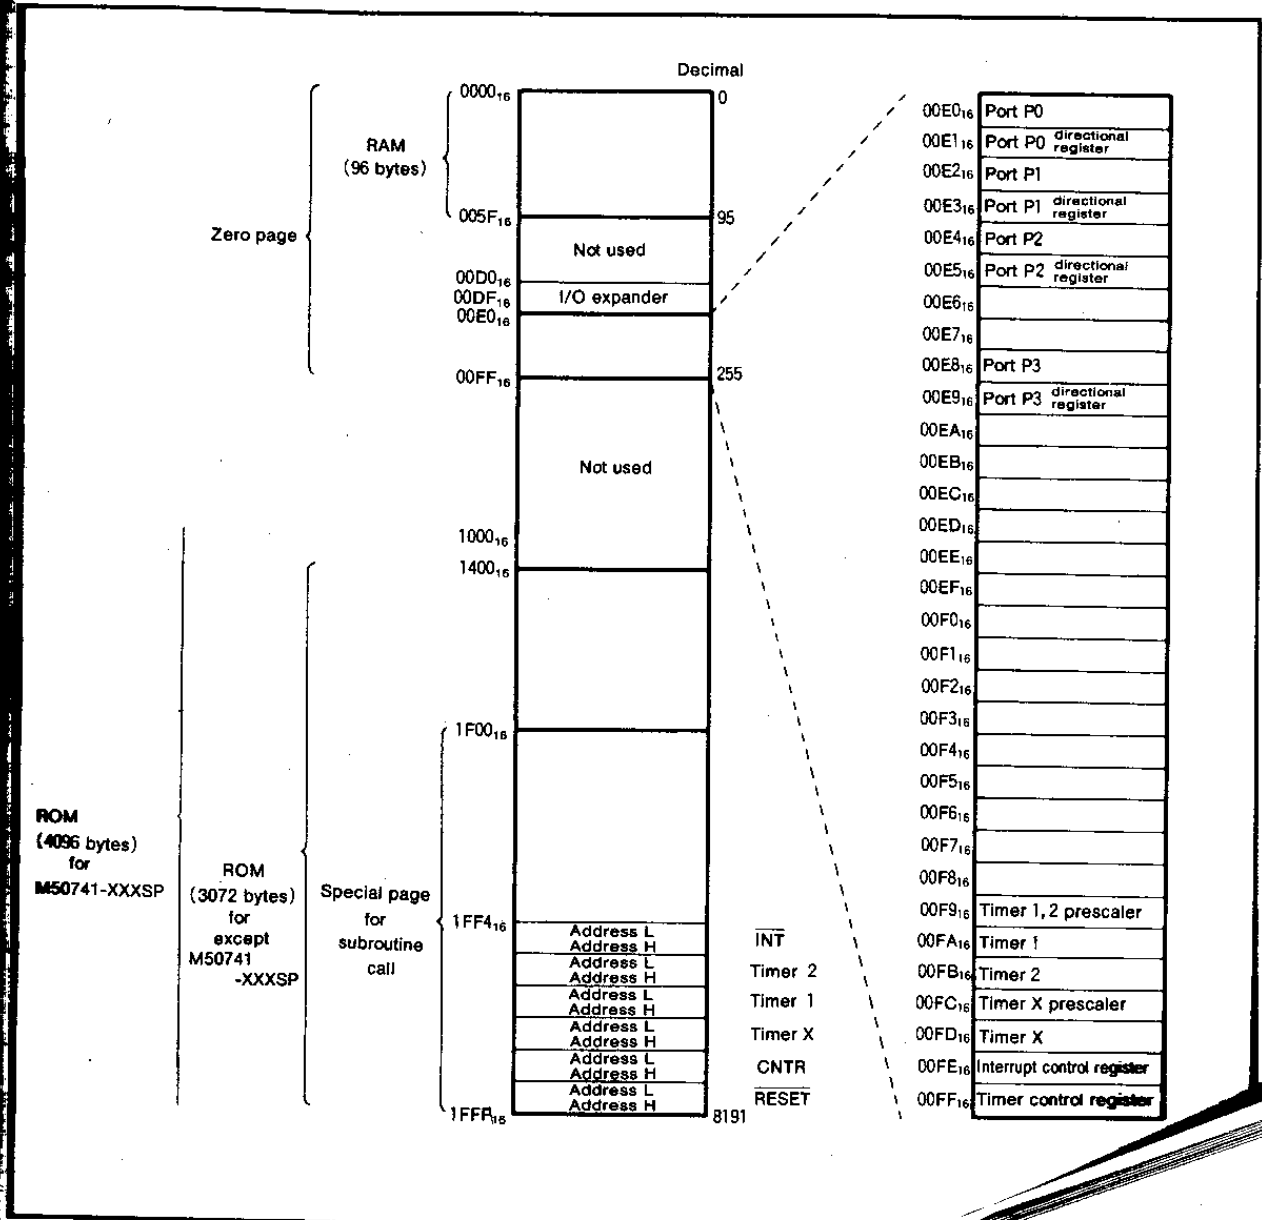 Decimal
0000₁₆
0
RAM
(96 bytes)
005F₁₆
95
Zero page
Not used
00D0₁₆
00DF₁₆
I/O expander
00E0₁₆
00FF₁₆
255
Not used
1000₁₆
1400₁₆
1F00₁₆
ROM
(4096 bytes)
for
M50741-XXXSP
ROM
(3072 bytes)
for
except
M50741
-XXXSP
Special page
for
subroutine
call
1FF4₁₆
Address L
Address H
INT
Address L
Address H
Timer 2
Address L
Address H
Timer 1
Address L
Address H
Timer X
Address L
Address H
CNTR
Address L
Address H
RESET
1FFF₁₆
8191
00E0₁₆ Port P0
00E1₁₆ Port P0 directional register
00E2₁₆ Port P1
00E3₁₆ Port P1 directional register
00E4₁₆ Port P2
00E5₁₆ Port P2 directional register
00E6₁₆
00E7₁₆
00E8₁₆ Port P3
00E9₁₆ Port P3 directional register
00EA₁₆
00EB₁₆
00EC₁₆
00ED₁₆
00EE₁₆
00EF₁₆
00F0₁₆
00F1₁₆
00F2₁₆
00F3₁₆
00F4₁₆
00F5₁₆
00F6₁₆
00F7₁₆
00F8₁₆
00F9₁₆ Timer 1, 2 prescaler
00FA₁₆ Timer 1
00FB₁₆ Timer 2
00FC₁₆ Timer X prescaler
00FD₁₆ Timer X
00FE₁₆ Interrupt control register
00FF₁₆ Timer control register